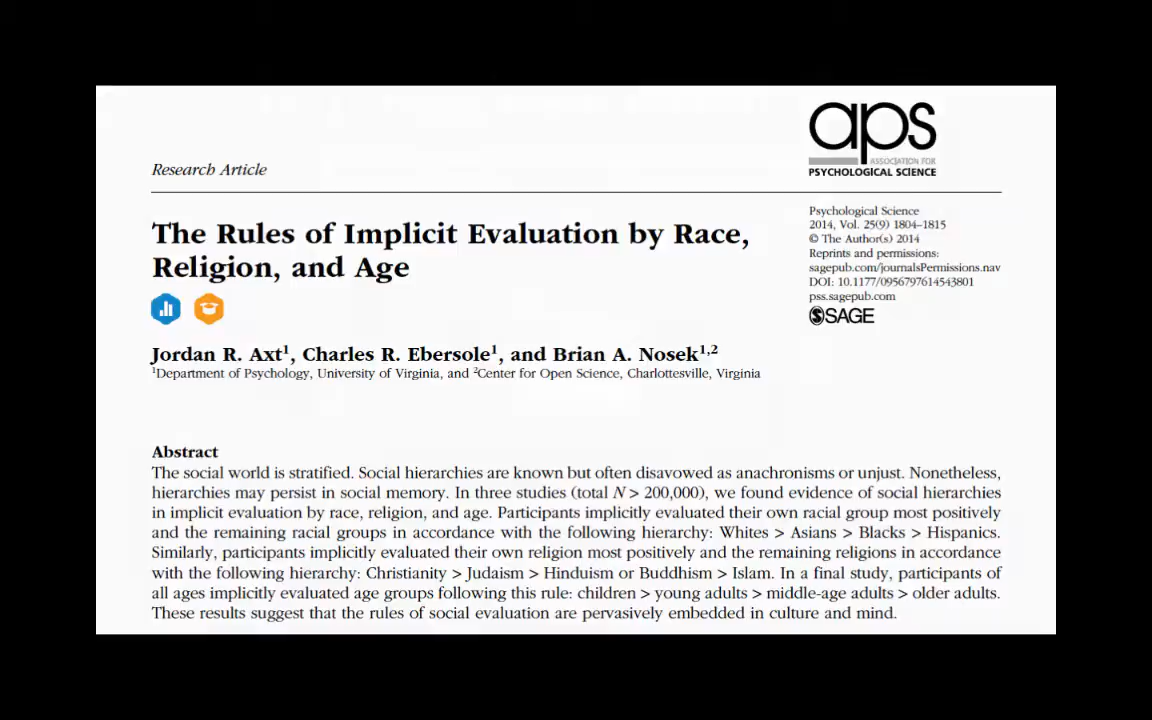 aps
ASSOCIATION FOR
PSYCHOLOGICAL SCIENCE
Research Article
The Rules of Implicit Evaluation by Race,
Religion, and Age
Psychological Science
2014, Vol. 25(9) 1804–1815
© The Author(s) 2014
Reprints and permissions:
sagepub.com/journalsPermissions.nav
DOI: 10.1177/0956797614543801
pss.sagepub.com
SAGE
Jordan R. Axt1, Charles R. Ebersole1, and Brian A. Nosek1,2
1Department of Psychology, University of Virginia, and 2Center for Open Science, Charlottesville, Virginia
Abstract
The social world is stratified. Social hierarchies are known but often disavowed as anachronisms or unjust. Nonetheless,
hierarchies may persist in social memory. In three studies (total N > 200,000), we found evidence of social hierarchies
in implicit evaluation by race, religion, and age. Participants implicitly evaluated their own racial group most positively
and the remaining racial groups in accordance with the following hierarchy: Whites > Asians > Blacks > Hispanics.
Similarly, participants implicitly evaluated their own religion most positively and the remaining religions in accordance
with the following hierarchy: Christianity > Judaism > Hinduism or Buddhism > Islam. In a final study, participants of
all ages implicitly evaluated age groups following this rule: children > young adults > middle-age adults > older adults.
These results suggest that the rules of social evaluation are pervasively embedded in culture and mind.